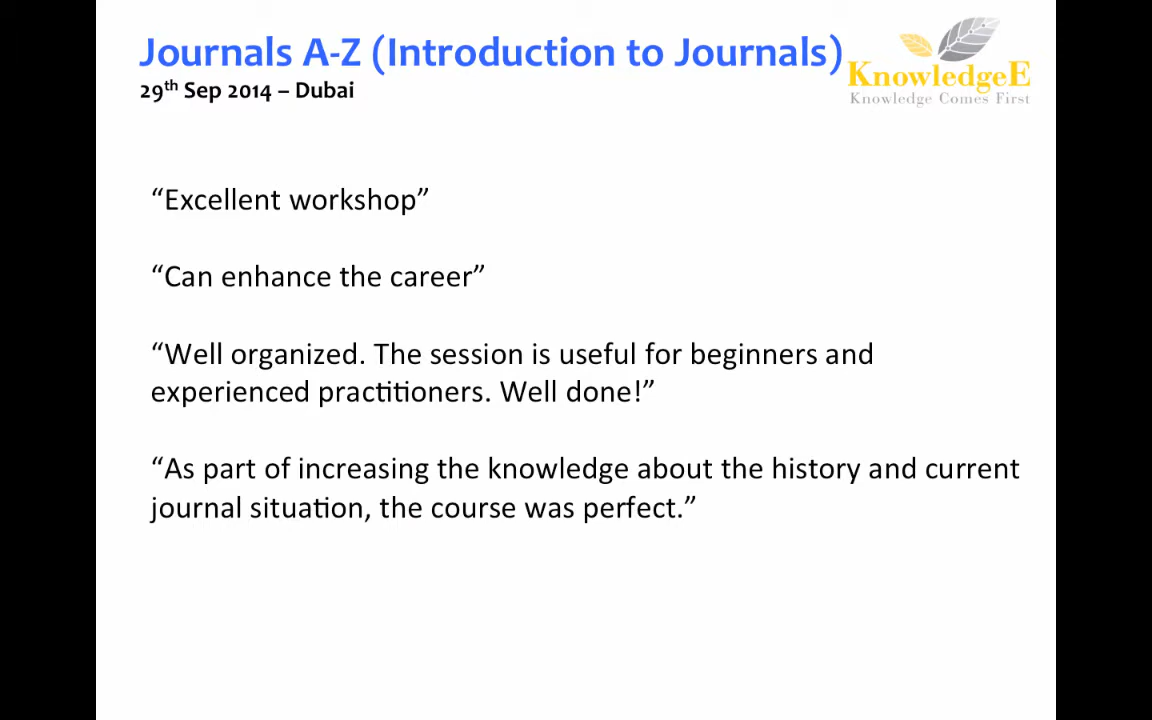 Journals A-Z (Introduction to Journals)
29th Sep 2014 – Dubai
KnowledgeE
Knowledge Comes First
“Excellent workshop”
“Can enhance the career”
“Well organized. The session is useful for beginners and
experienced practitioners. Well done!”
“As part of increasing the knowledge about the history and current
journal situation, the course was perfect.”